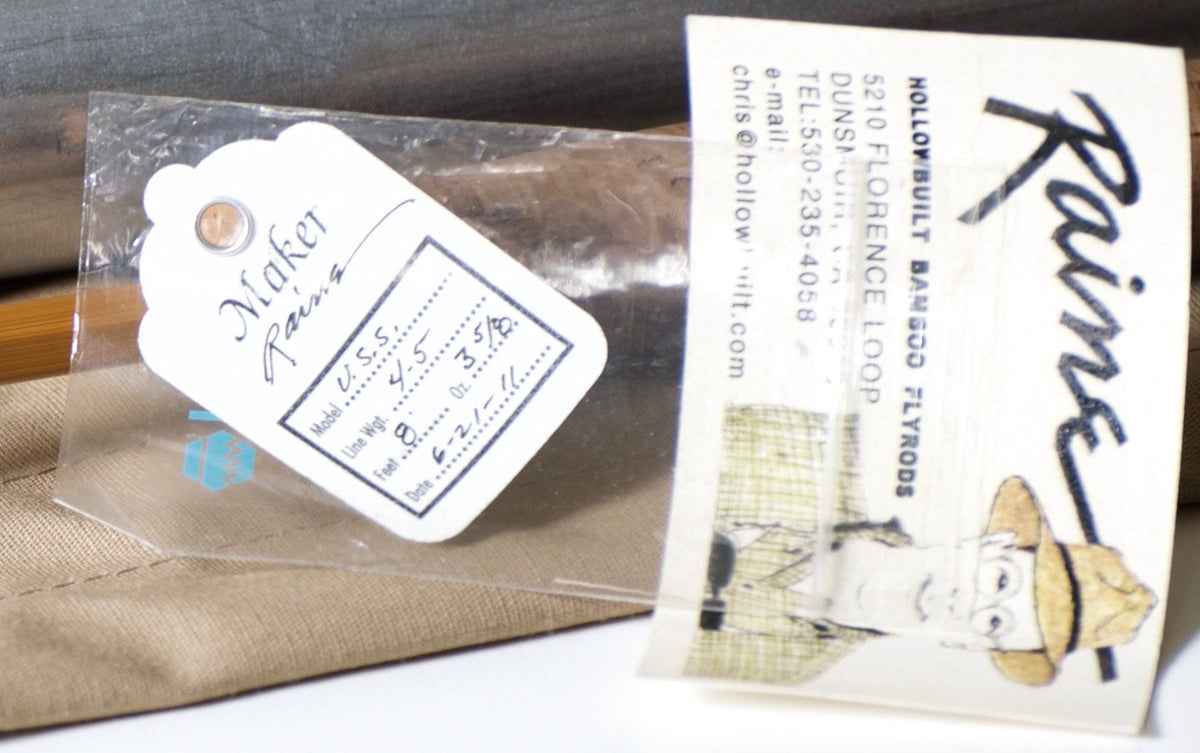 Maker
Raine
Model U.S.S.
Line Wgt. 4-5
Feet 8' Oz. 3 5/8
Date 6-21-11
Raine
HOLLOWBUILT BAMBOO FLYRODS
5210 FLORENCE LOOP
TEL:530-235-4058
e-mail: